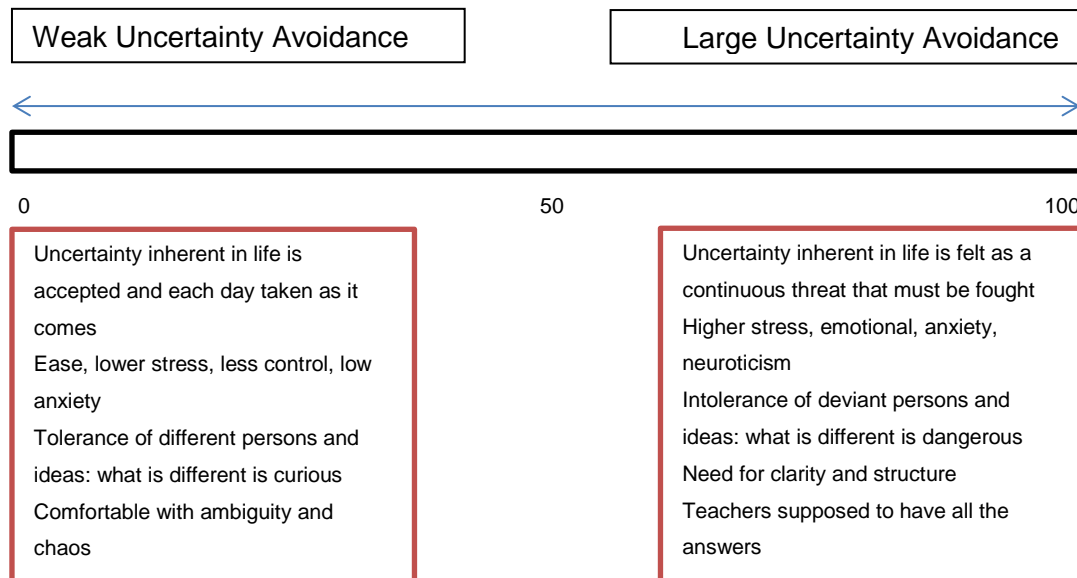 Weak Uncertainty Avoidance
Large Uncertainty Avoidance
0
50
100
Uncertainty inherent in life is
accepted and each day taken as it
comes
Ease, lower stress, less control, low
anxiety
Tolerance of different persons and
ideas: what is different is curious
Comfortable with ambiguity and
chaos
Uncertainty inherent in life is felt as a
continuous threat that must be fought
Higher stress, emotional, anxiety,
neuroticism
Intolerance of deviant persons and
ideas: what is different is dangerous
Need for clarity and structure
Teachers supposed to have all the
answers